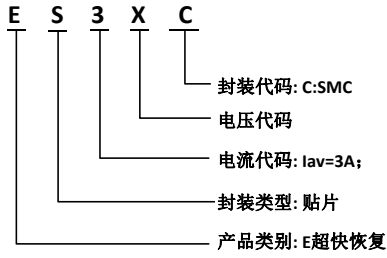 E S 3 X C
封装代码: C:SMC
电压代码
电流代码: Iav=3A；
封装类型: 贴片
产品类别: E超快恢复